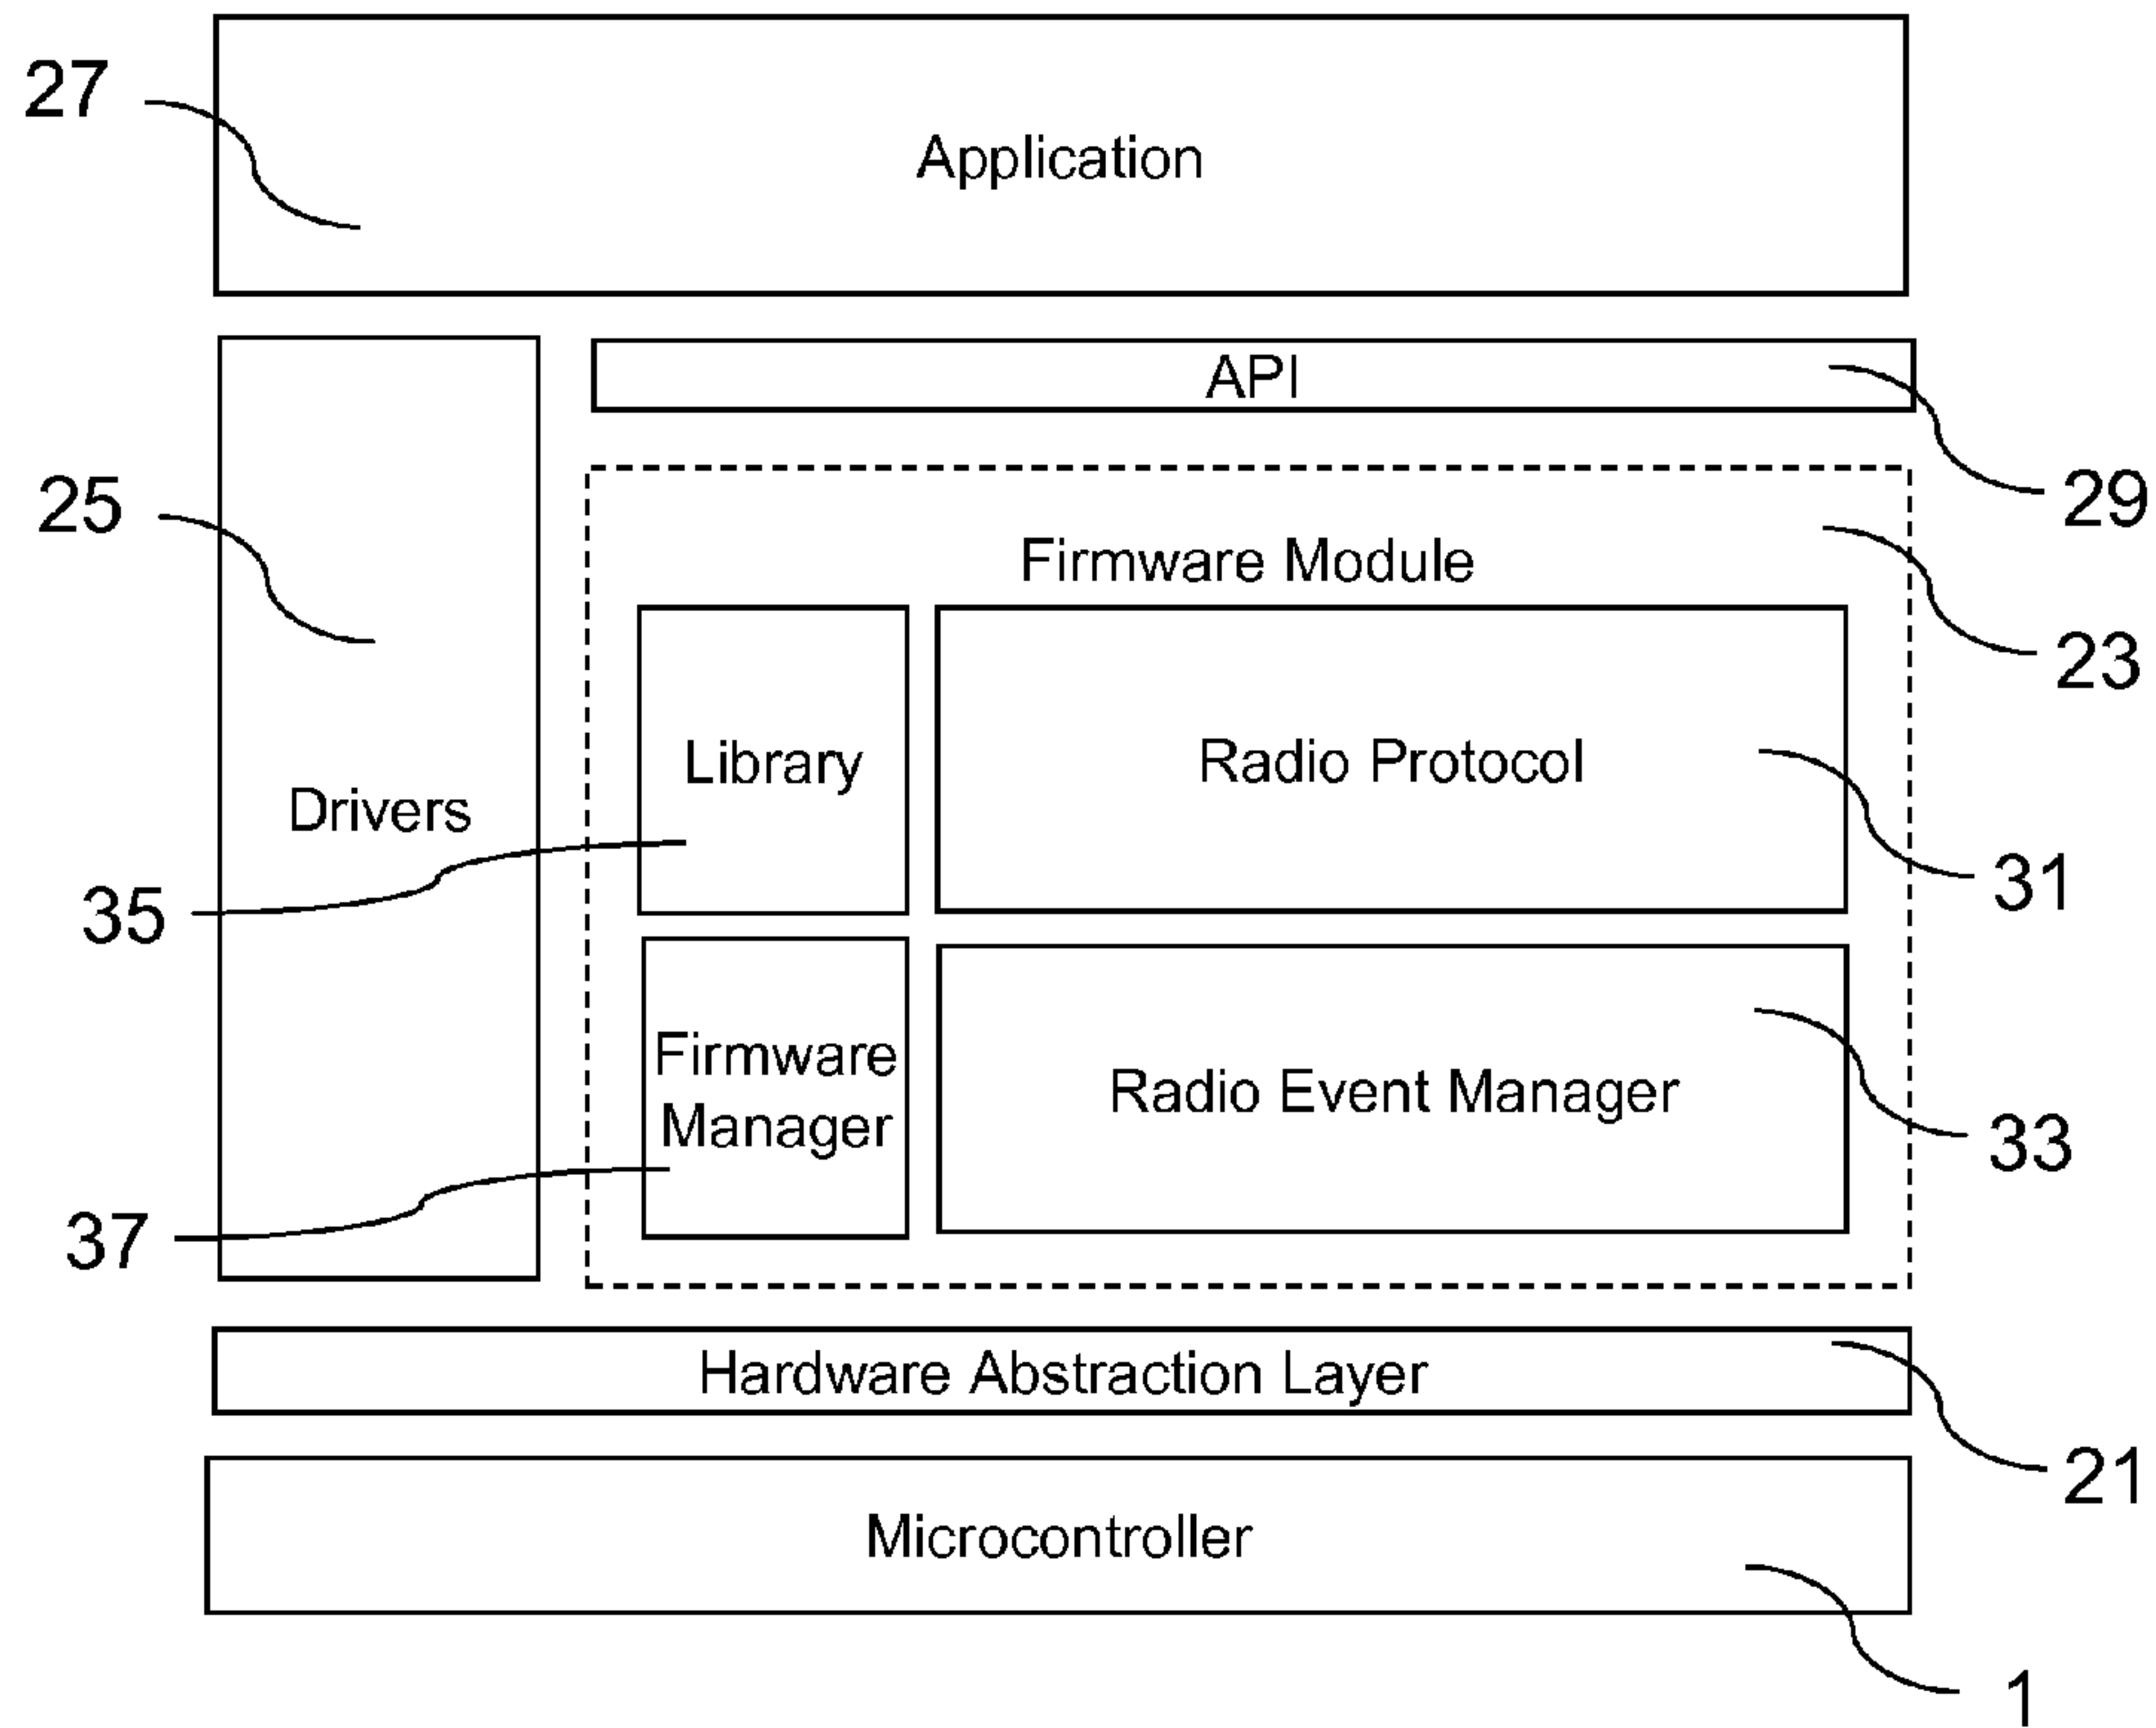 27
Application
API
29
25
Firmware Module
23
Library
Radio Protocol
Drivers
35
31
Firmware
Manager
Radio Event Manager
33
37
Hardware Abstraction Layer
21
Microcontroller
1